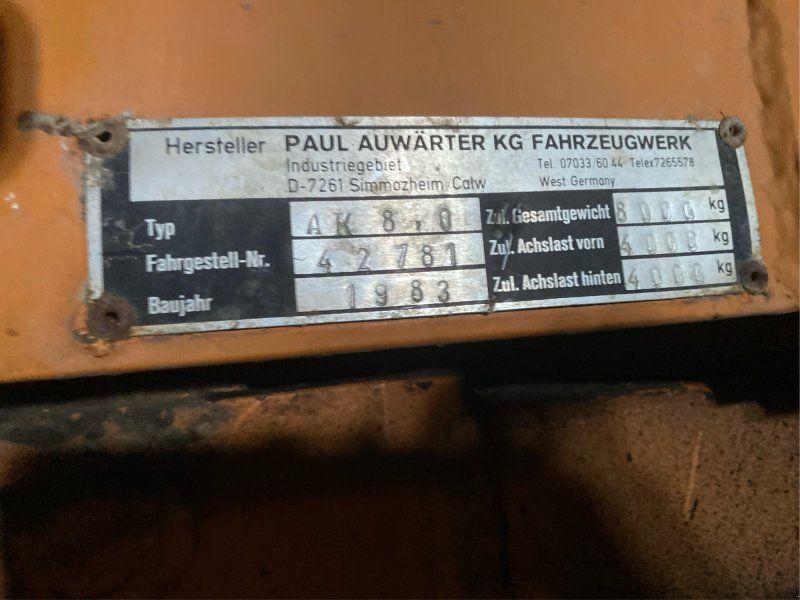 Hersteller PAUL AUWÄRTER KG FAHRZEUGWERK
Industriegebiet Tel. 07033/60 44 Telex7265578
D-7261 Simmozheim/Calw West Germany
Typ AK 8,0 Zul. Gesamtgewicht 8000 kg
Fahrgestell-Nr. 42781 Zul. Achslast vorn 4000 kg
Baujahr 1983 Zul. Achslast hinten 4000 kg